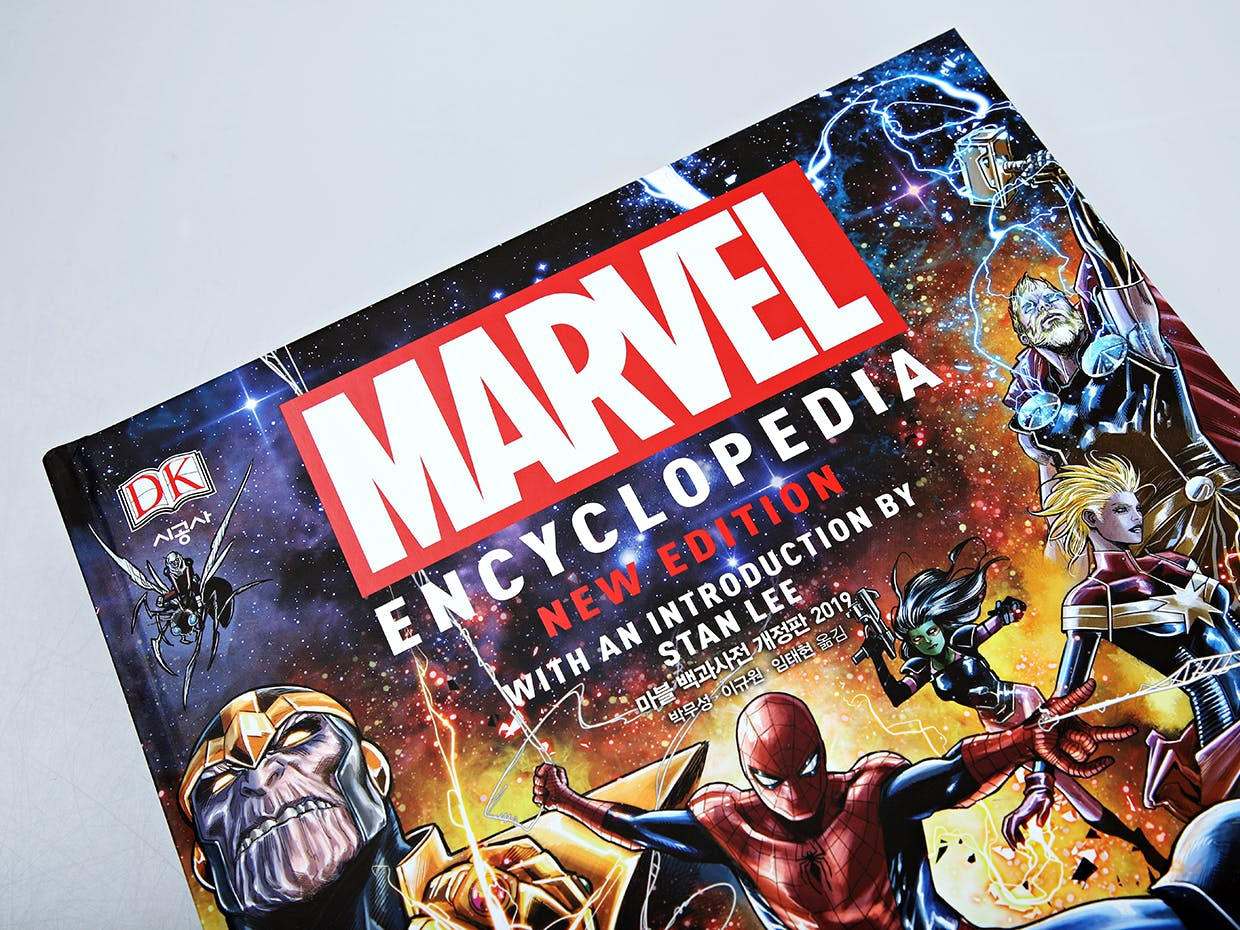 DK
시공사
MARVEL
ENCYCLOPEDIA
NEW EDITION
WITH AN INTRODUCTION BY
STAN LEE
마블 백과사전 개정판 2019
박무성·이규원 임태현 옮김